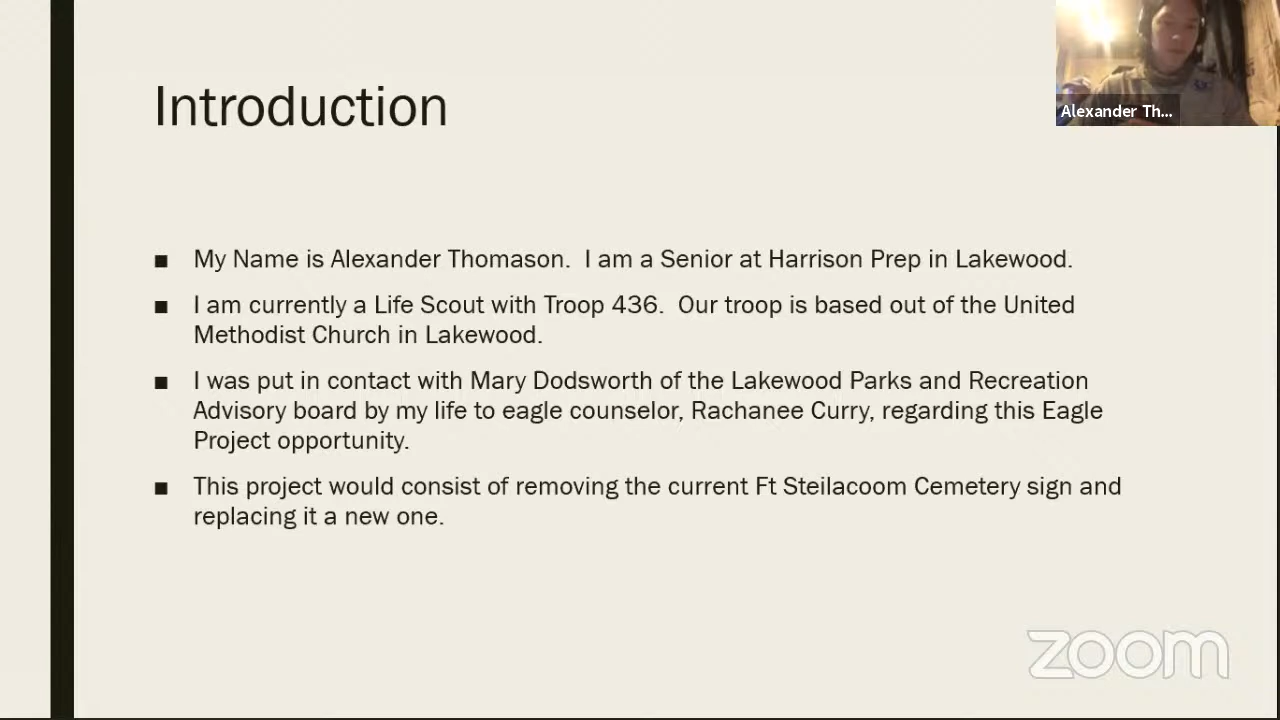 Introduction
Alexander Th...
■ My Name is Alexander Thomason.  I am a Senior at Harrison Prep in Lakewood.
■ I am currently a Life Scout with Troop 436.  Our troop is based out of the United
Methodist Church in Lakewood.
■ I was put in contact with Mary Dodsworth of the Lakewood Parks and Recreation
Advisory board by my life to eagle counselor, Rachanee Curry, regarding this Eagle
Project opportunity.
■ This project would consist of removing the current Ft Steilacoom Cemetery sign and
replacing it a new one.
zoom